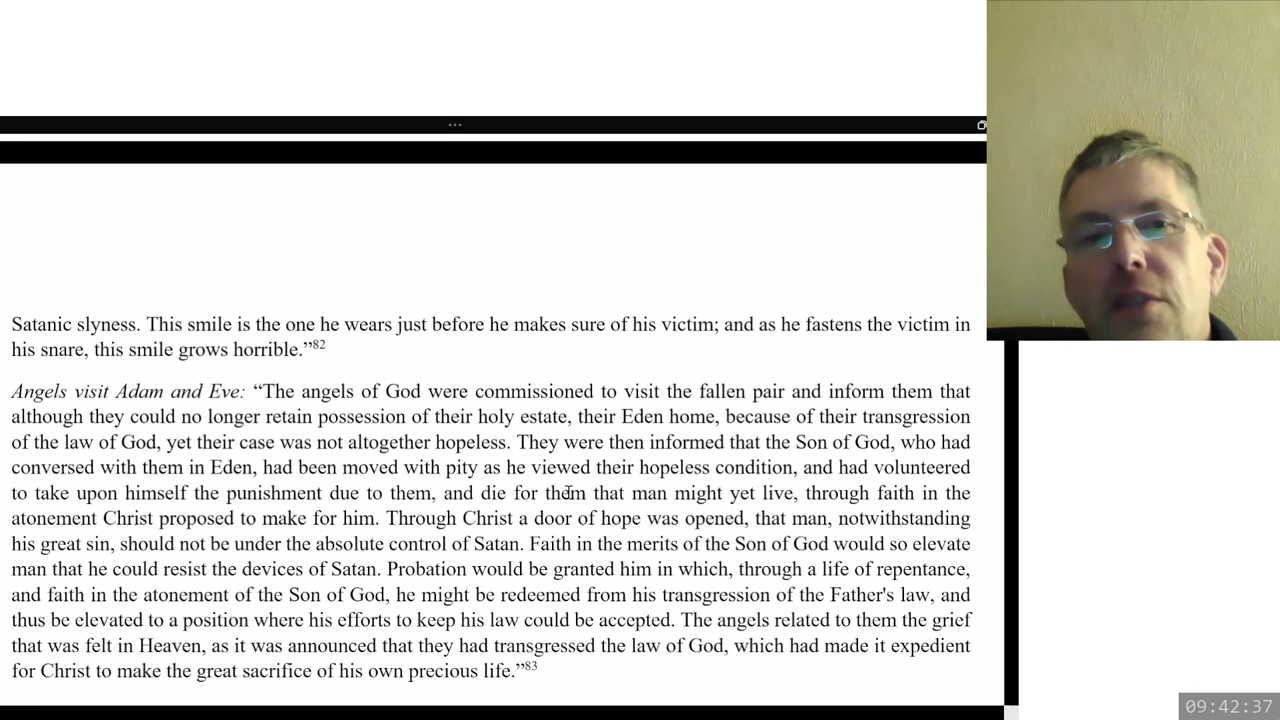 Satanic slyness. This smile is the one he wears just before he makes sure of his victim; and as he fastens the victim in
his snare, this smile grows horrible.”82
Angels visit Adam and Eve: “The angels of God were commissioned to visit the fallen pair and inform them that
although they could no longer retain possession of their holy estate, their Eden home, because of their transgression
of the law of God, yet their case was not altogether hopeless. They were then informed that the Son of God, who had
conversed with them in Eden, had been moved with pity as he viewed their hopeless condition, and had volunteered
to take upon himself the punishment due to them, and die for them that man might yet live, through faith in the
atonement Christ proposed to make for him. Through Christ a door of hope was opened, that man, notwithstanding
his great sin, should not be under the absolute control of Satan. Faith in the merits of the Son of God would so elevate
man that he could resist the devices of Satan. Probation would be granted him in which, through a life of repentance,
and faith in the atonement of the Son of God, he might be redeemed from his transgression of the Father's law, and
thus be elevated to a position where his efforts to keep his law could be accepted. The angels related to them the grief
that was felt in Heaven, as it was announced that they had transgressed the law of God, which had made it expedient
for Christ to make the great sacrifice of his own precious life.”83
09:42:37